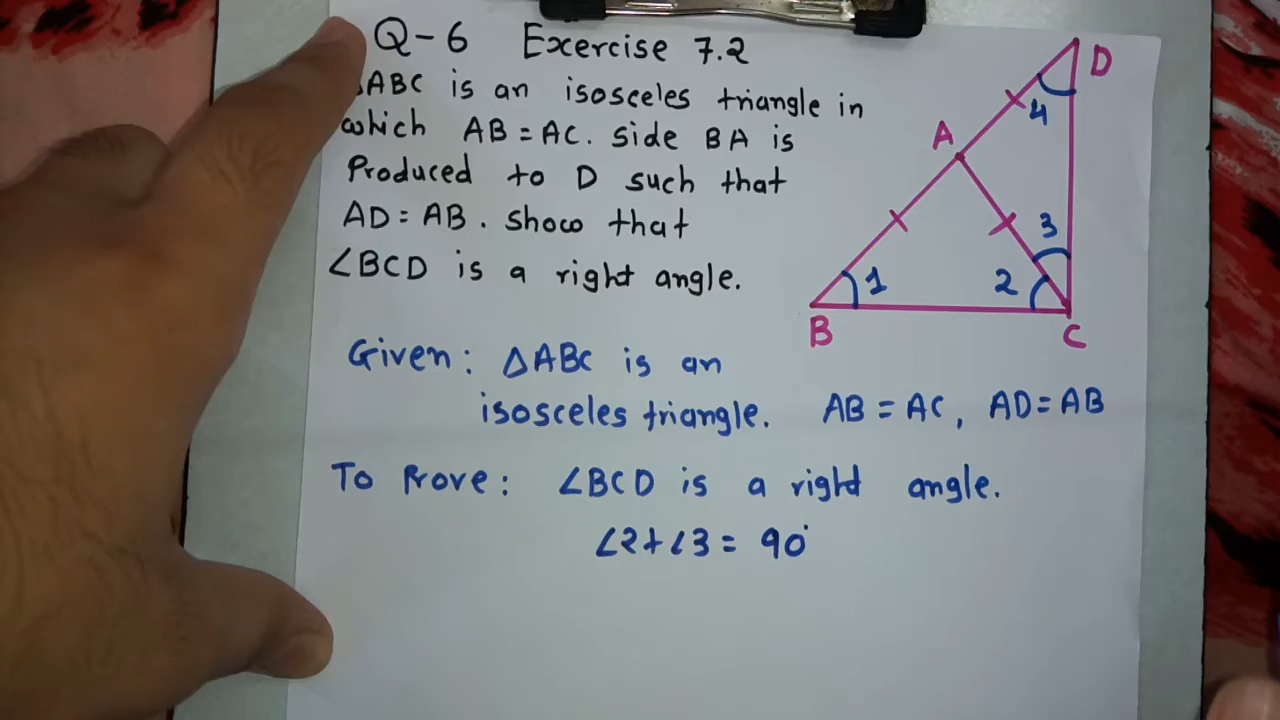 Q-6 Exercise 7.2
ABC is an isosceles triangle in
which AB = AC. Side BA is
Produced to D such that
AD = AB. Show that
∠BCD is a right angle.
D
4
A
3
1
2
B
C
Given: △ABC is an
isosceles triangle. AB = AC, AD = AB
To Prove: ∠BCD is a right angle.
∠2+∠3 = 90°